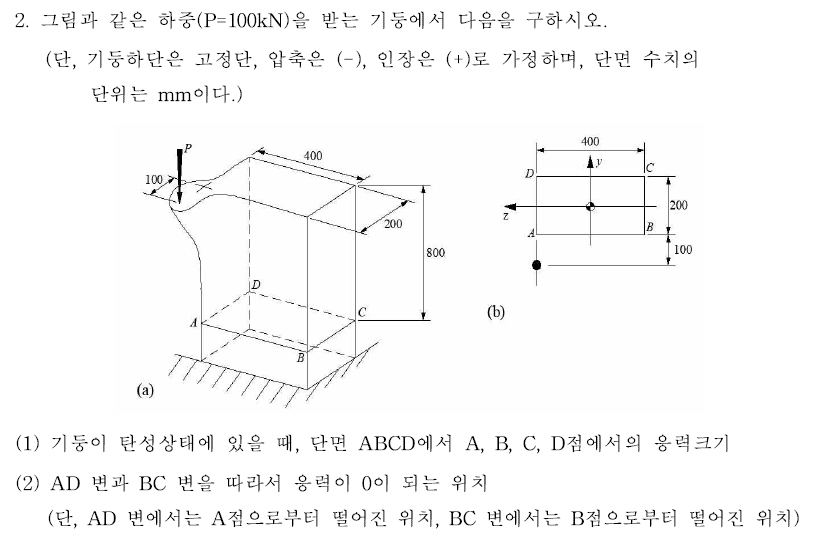 2. 그림과 같은 하중(P=100kN)을 받는 기둥에서 다음을 구하시오.
(단, 기둥하단은 고정단, 압축은 (-), 인장은 (+)로 가정하며, 단면 수치의
단위는 mm이다.)
P
400
100
200
800
D
C
A
B
(a)
400
D
y
C
z
200
A
B
100
(b)
(1) 기둥이 탄성상태에 있을 때, 단면 ABCD에서 A, B, C, D점에서의 응력크기
(2) AD 변과 BC 변을 따라서 응력이 0이 되는 위치
(단, AD 변에서는 A점으로부터 떨어진 위치, BC 변에서는 B점으로부터 떨어진 위치)